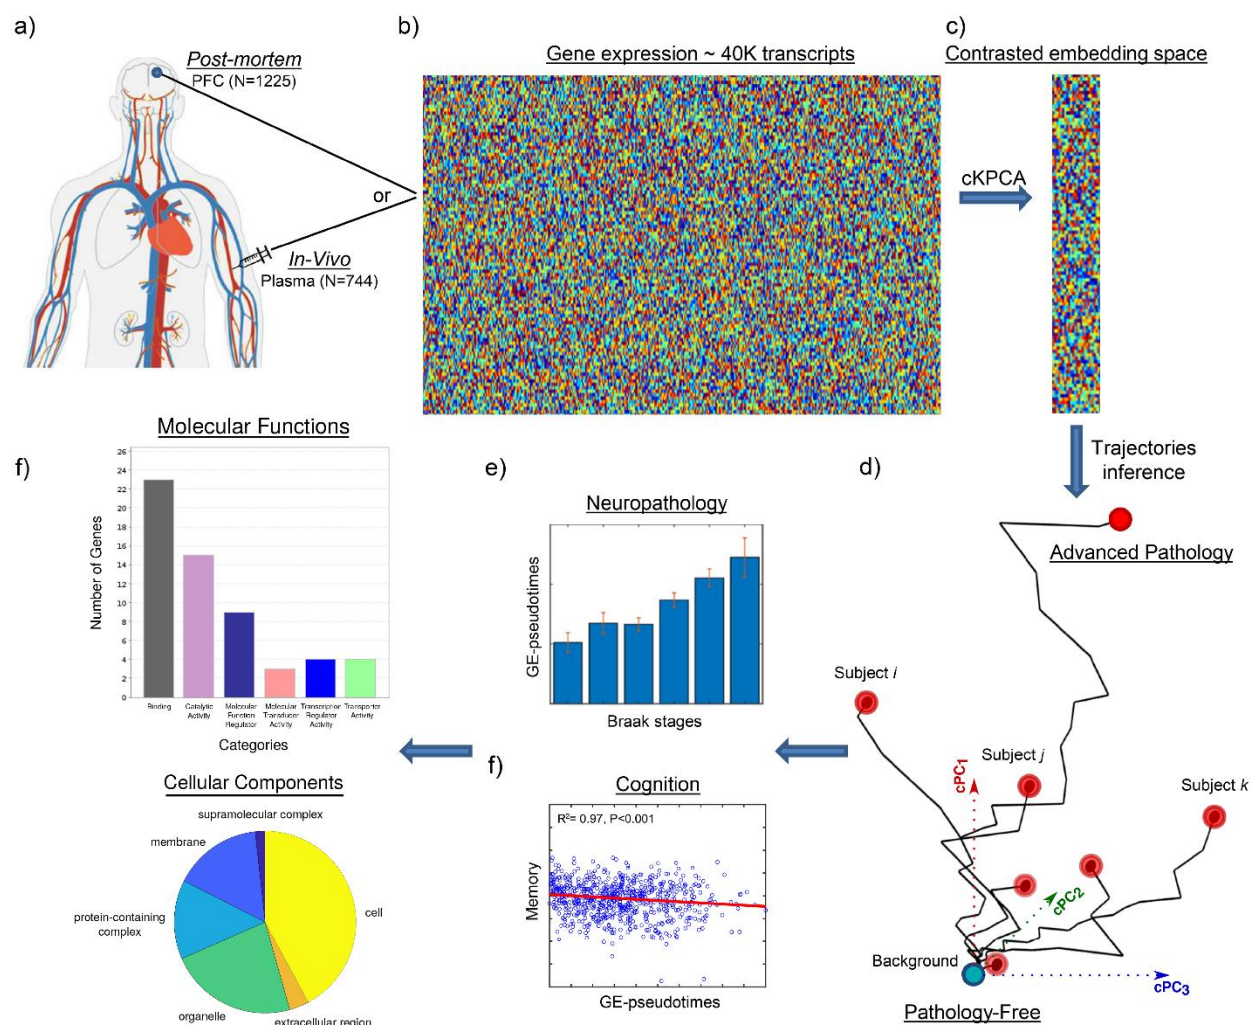 a)
Post-mortem
PFC (N=1225)
or
In-Vivo
Plasma (N=744)
b)
Gene expression ~ 40K transcripts
cKPCA
c)
Contrasted embedding space
Trajectories
inference
d)
Advanced Pathology
Subject i
Subject j
Subject k
cPC1
cPC2
cPC3
Background
Pathology-Free
e)
Neuropathology
GE-pseudotimes
Braak stages
f)
Cognition
R2= 0.97, P<0.001
Memory
GE-pseudotimes
f)
Molecular Functions
Number of Genes
26
24
22
20
18
16
14
12
10
8
6
4
2
0
Binding
Catalytic
Activity
Molecular
Function
Regulator
Molecular
Transducer
Activity
Transcription
Regulator
Activity
Transporter
Activity
Categories
Cellular Components
supramolecular complex
membrane
protein-containing
complex
cell
organelle
extracellular region